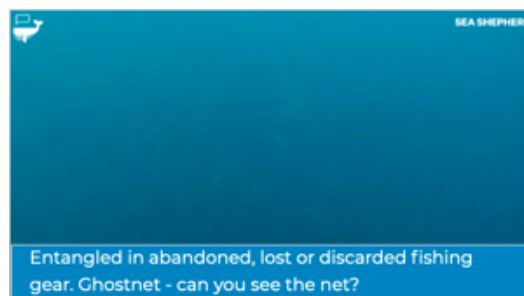 SEA SHEPHER
Entangled in abandoned, lost or discarded fishing
gear. Ghostnet - can you see the net?